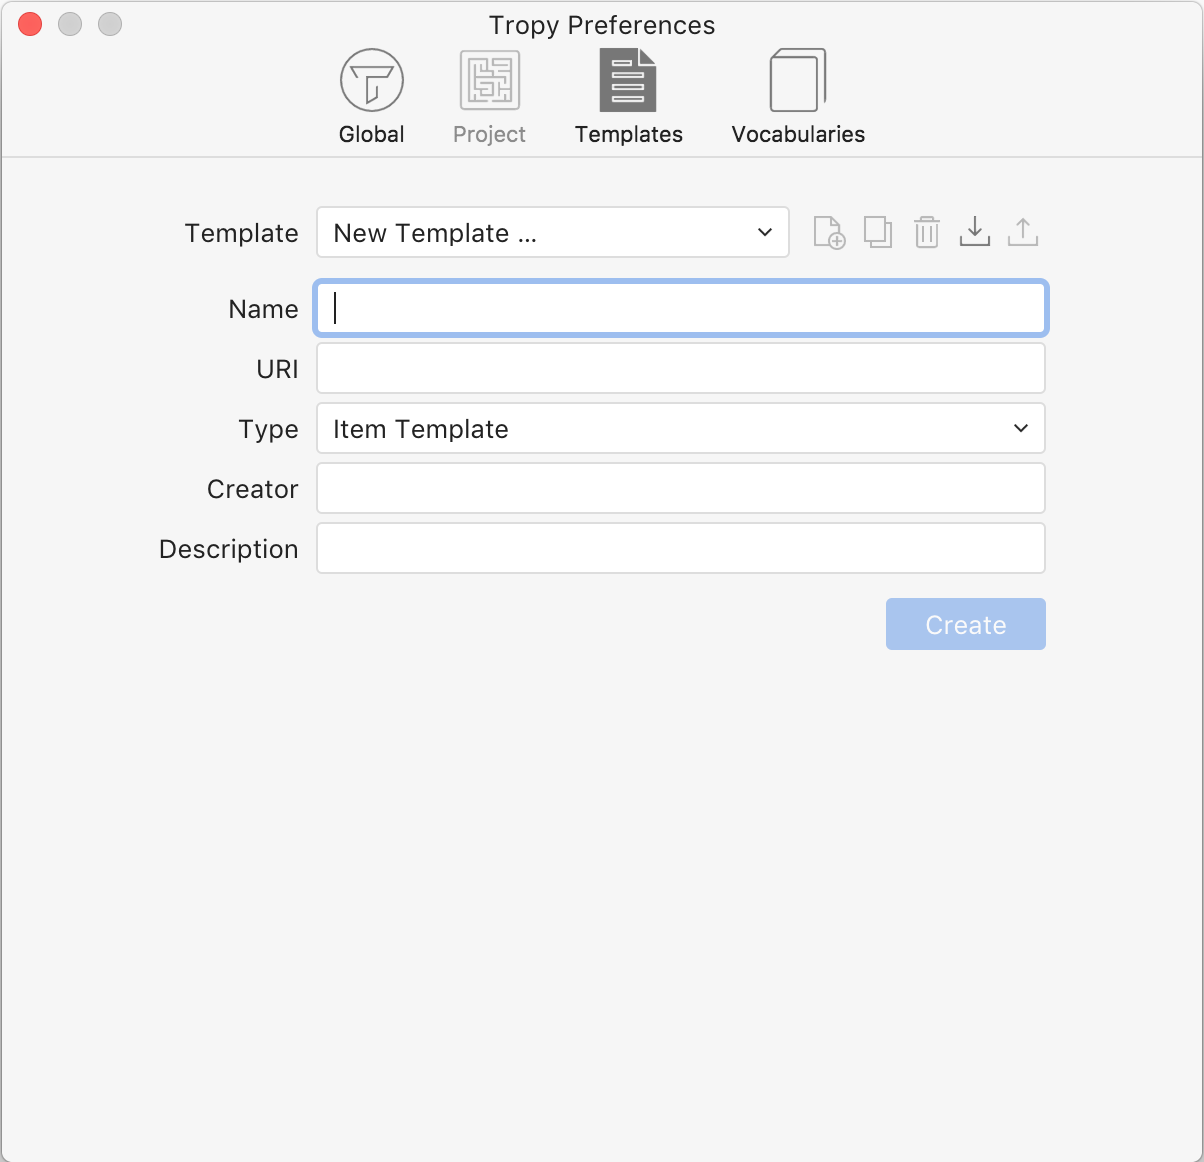 Tropy Preferences
Global
Project
Templates
Vocabularies
Template
New Template ...
Name
URI
Type
Item Template
Creator
Description
Create